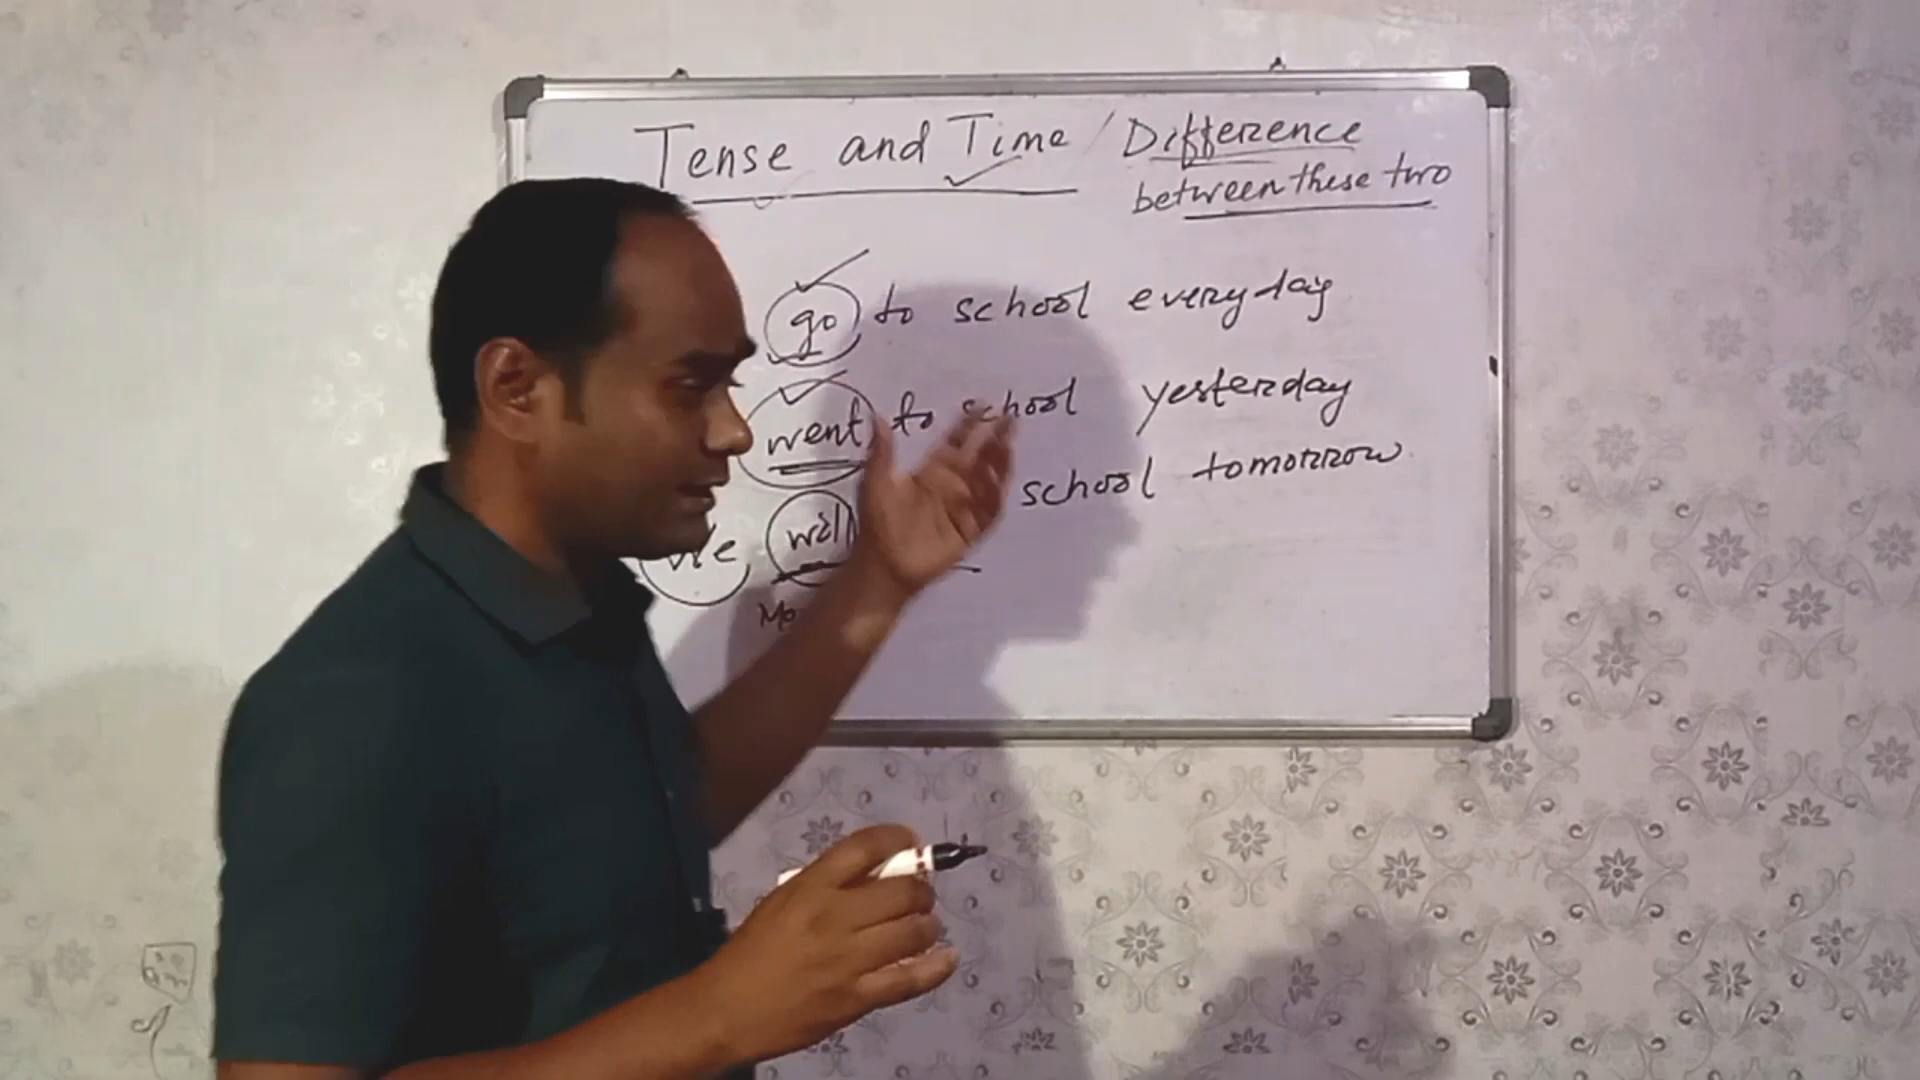 Tense and Time / Difference
between these two
go to school everyday
went to school yesterday
We will school tomorrow